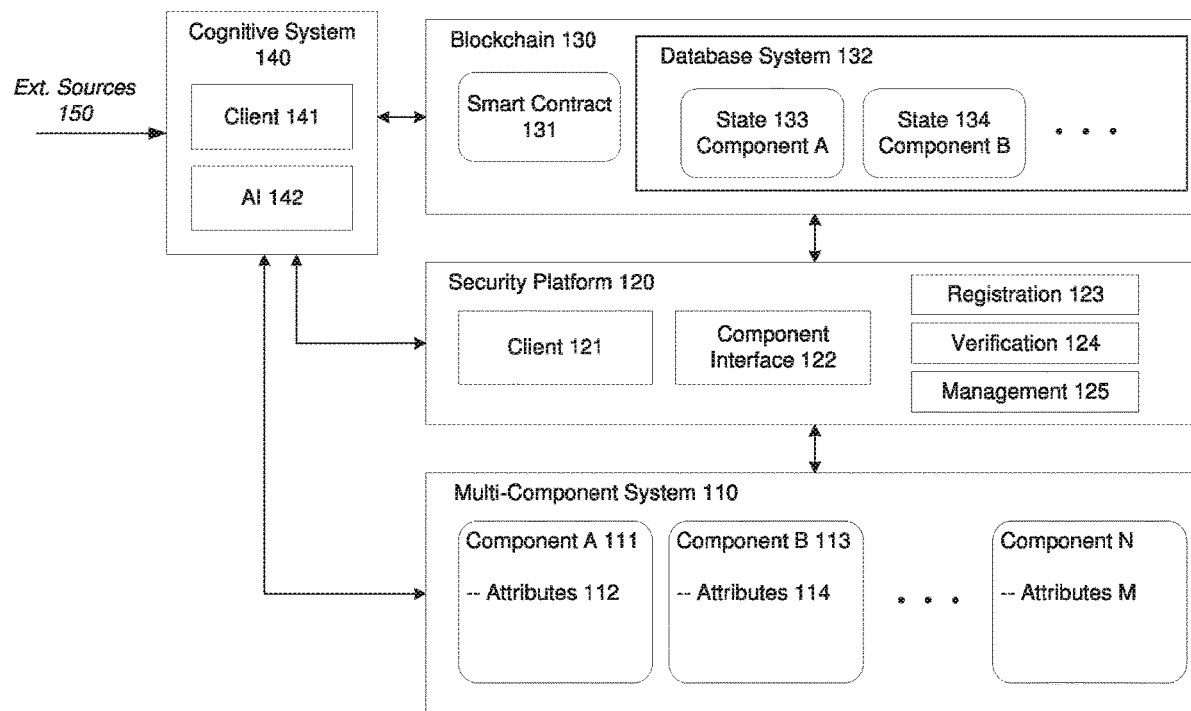 Ext. Sources
150
Cognitive System
140
Client 141
AI 142
Blockchain 130
Smart Contract
131
Database System 132
State 133
Component A
State 134
Component B
Security Platform 120
Client 121
Component
Interface 122
Registration 123
Verification 124
Management 125
Multi-Component System 110
Component A 111
-- Attributes 112
Component B 113
-- Attributes 114
Component N
-- Attributes M